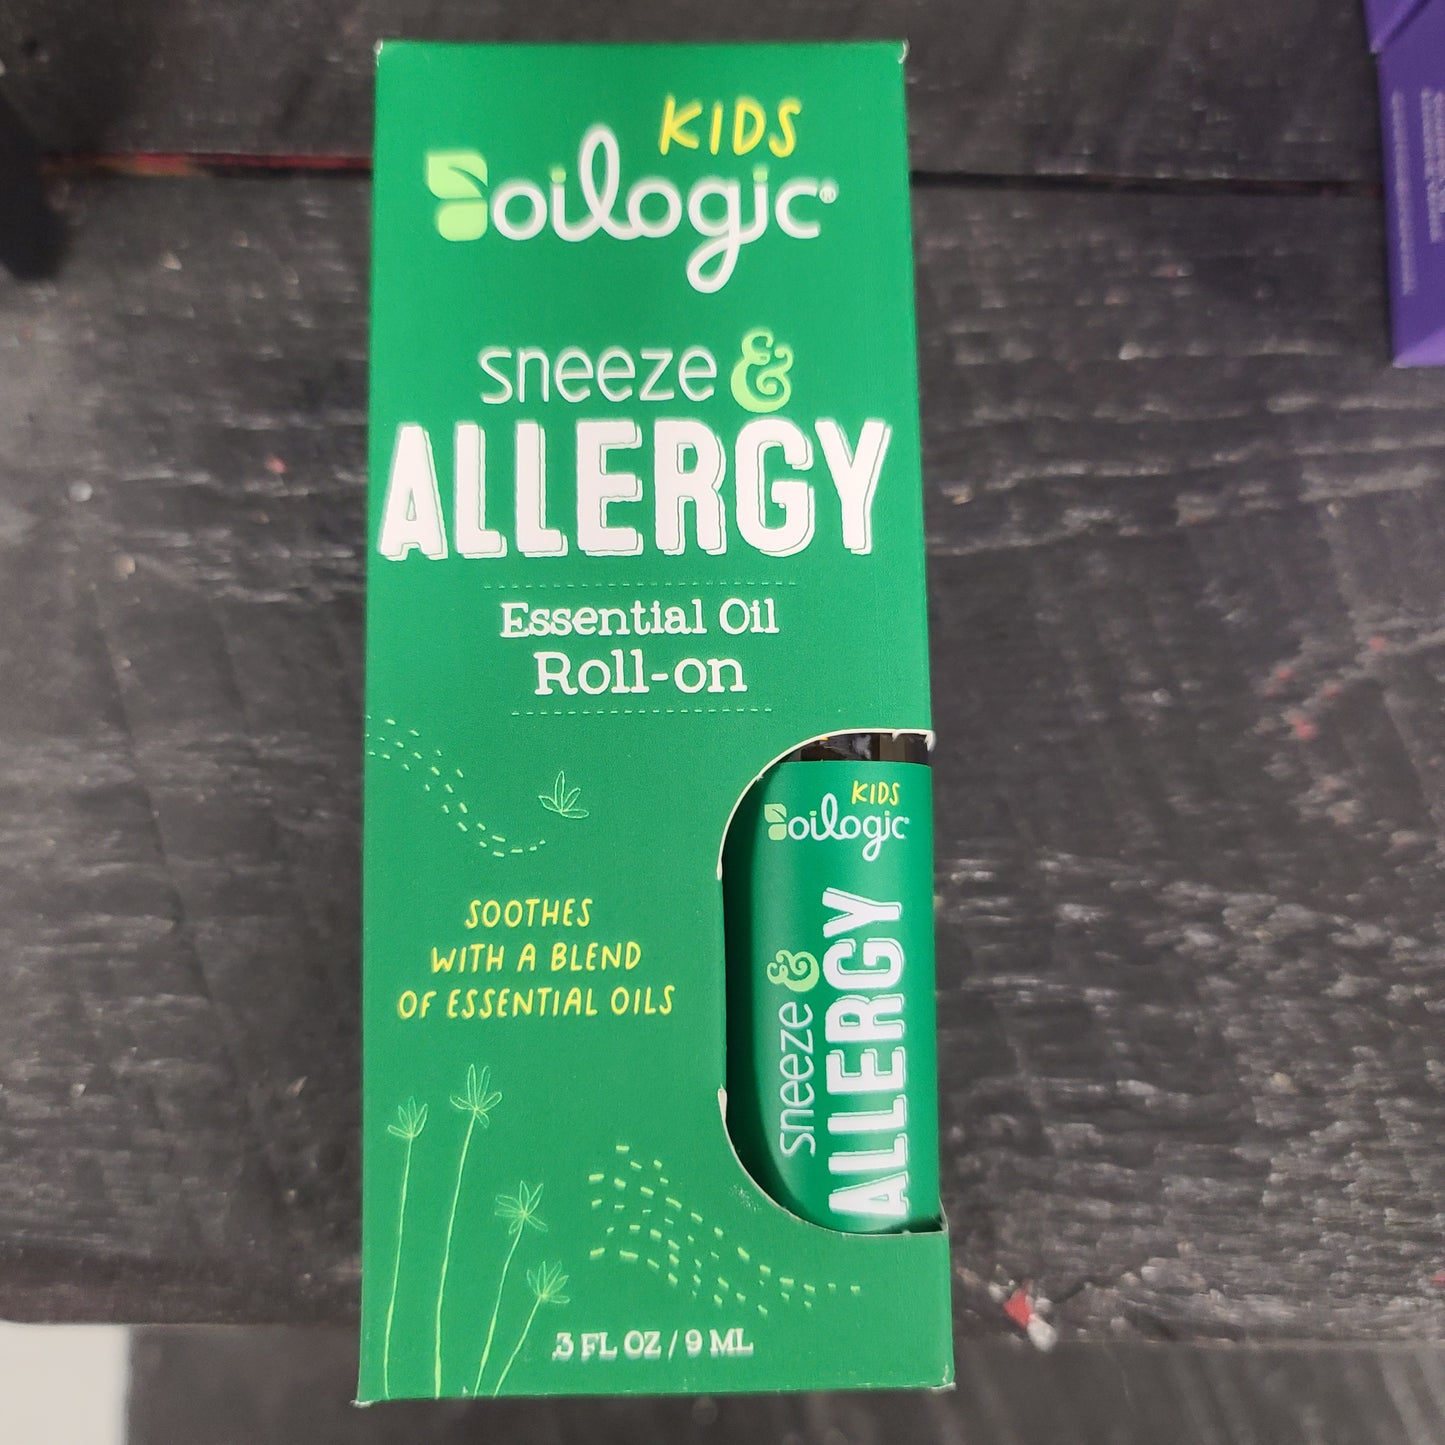 KIDS
oilogic®
sneeze &
ALLERGY
Essential Oil
Roll-on
SOOTHES
WITH A BLEND
OF ESSENTIAL OILS
.3 FL OZ / 9 ML
KIDS
oilogic®
sneeze &
ALLERGY